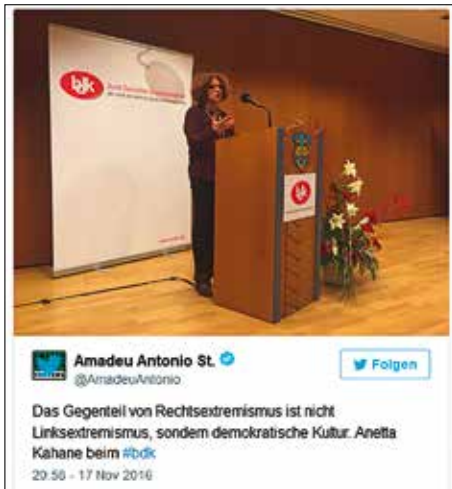 bdk
bdk
Amadeu Antonio St.
Folgen
@AmadeuAntonio
Das Gegenteil von Rechtsextremismus ist nicht
Linksextremismus, sondern demokratische Kultur. Anetta
Kahane beim #bdk
20:56 - 17 Nov 2016